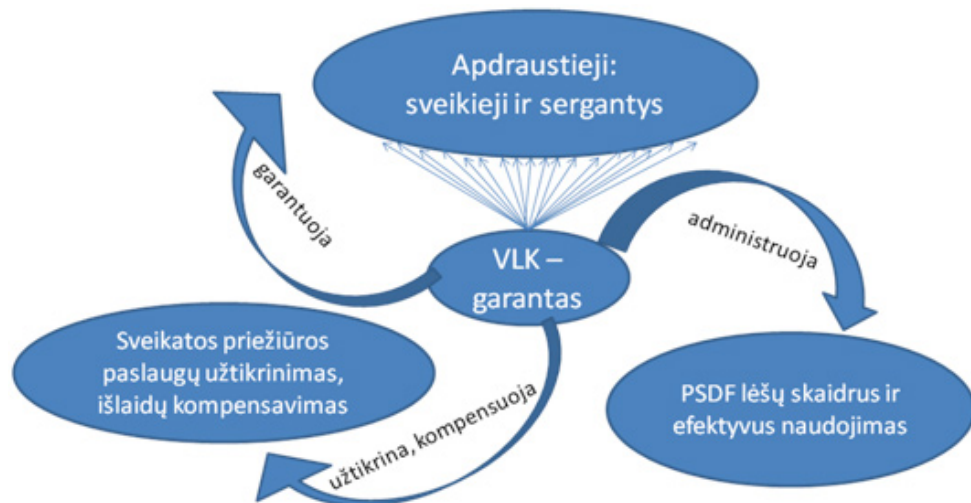 Apdraustieji:
sveikieji ir sergantys
garantuoja
administruoja
VLK –
garantas
Sveikatos priežiūros
paslaugų užtikrinimas,
išlaidų kompensavimas
užtikrina, kompensuoja
PSDF lėšų skaidrus ir
efektyvus naudojimas